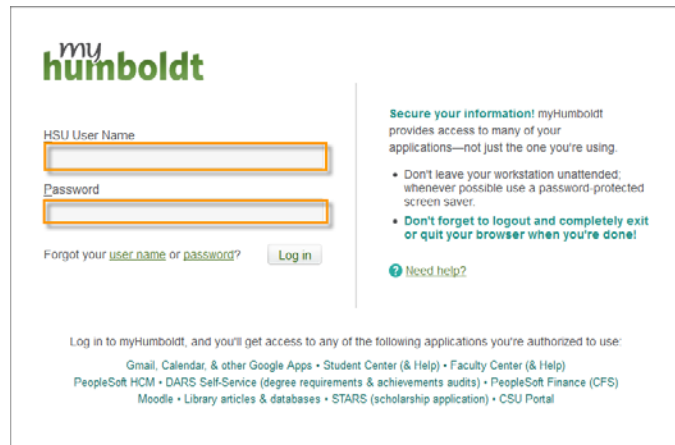 my
humboldt
HSU User Name
Password
Forgot your user name or password?
Log in
Secure your information! myHumboldt
provides access to many of your
applications—not just the one you're using.
• Don't leave your workstation unattended;
whenever possible use a password-protected
screen saver.
• Don't forget to logout and completely exit
or quit your browser when you're done!
? Need help?
Log in to myHumboldt, and you'll get access to any of the following applications you're authorized to use:
Gmail, Calendar, & other Google Apps • Student Center (& Help) • Faculty Center (& Help)
PeopleSoft HCM • DARS Self-Service (degree requirements & achievements audits) • PeopleSoft Finance (CFS)
Moodle • Library articles & databases • STARS (scholarship application) • CSU Portal